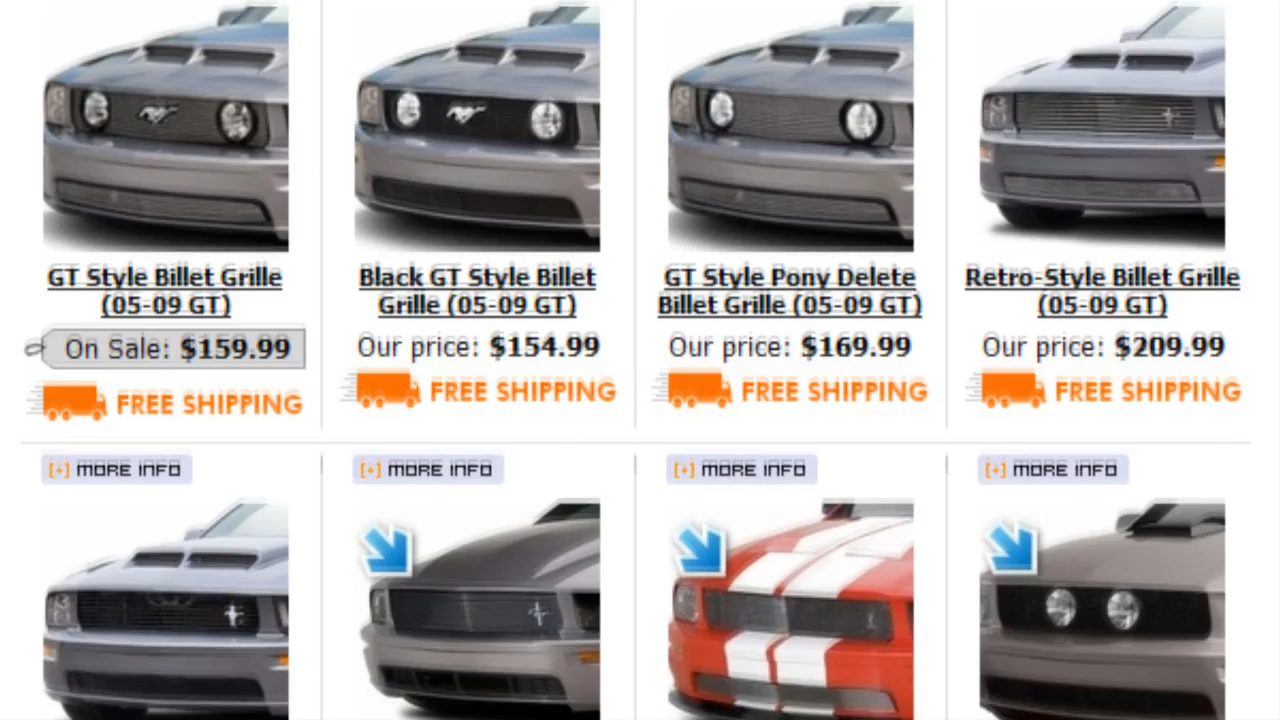 GT Style Billet Grille
(05-09 GT)
On Sale: $159.99
FREE SHIPPING
Black GT Style Billet
Grille (05-09 GT)
Our price: $154.99
FREE SHIPPING
GT Style Pony Delete
Billet Grille (05-09 GT)
Our price: $169.99
FREE SHIPPING
Retro-Style Billet Grille
(05-09 GT)
Our price: $209.99
FREE SHIPPING
[+] MORE INFO
[+] MORE INFO
[+] MORE INFO
[+] MORE INFO